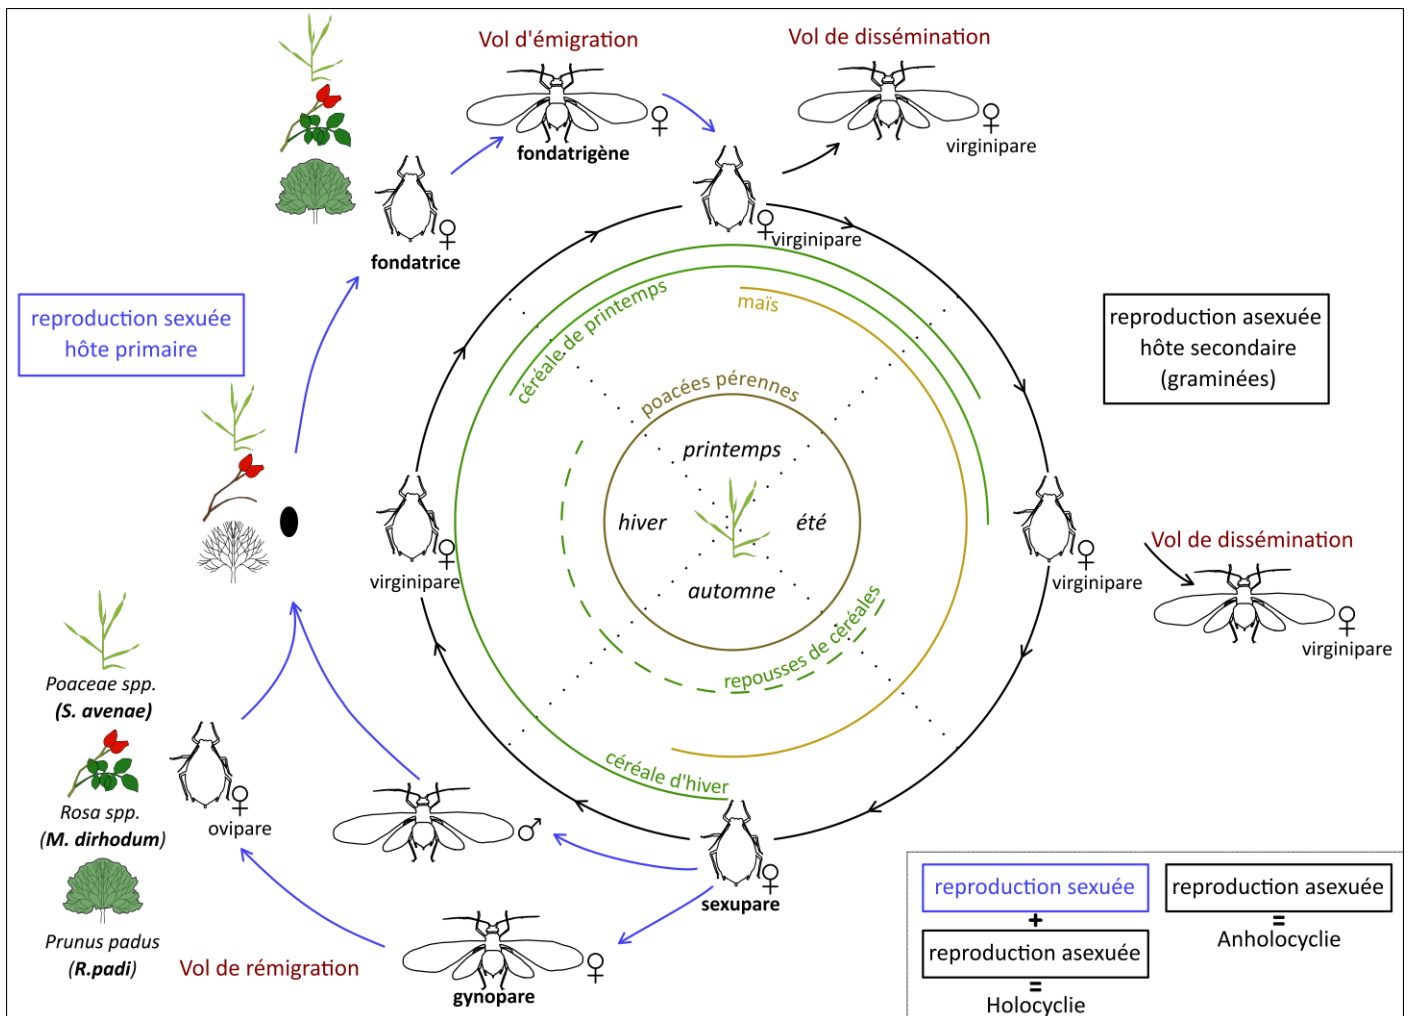 Vol d'émigration
Vol de dissémination
♀
fondatrigène
♀
virginipare
♀
fondatrice
♀
virginipare
reproduction sexuée
hôte primaire
céréale de printemps
maïs
reproduction asexuée
hôte secondaire
(graminées)
poacées pérennes
printemps
hiver
été
automne
♀
virginipare
♀
virginipare
Vol de dissémination
♀
virginipare
repousses de céréales
céréale d'hiver
Poaceae spp.
(S. avenae)
Rosa spp.
(M. dirhodum)
Prunus padus
(R.padi)
♀
ovipare
♂
♀
sexupare
Vol de rémigration
♀
gynopare
reproduction sexuée
+
reproduction asexuée
=
Holocyclie
reproduction asexuée
=
Anholocyclie